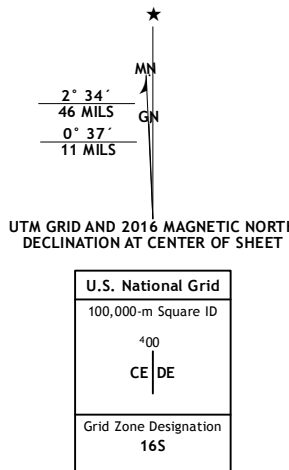 ★
MN
2° 34´
46 MILS
GN
0° 37´
11 MILS
UTM GRID AND 2016 MAGNETIC NORTH
DECLINATION AT CENTER OF SHEET
U.S. National Grid
100,000-m Square ID
⁴00
CE DE
Grid Zone Designation
16S